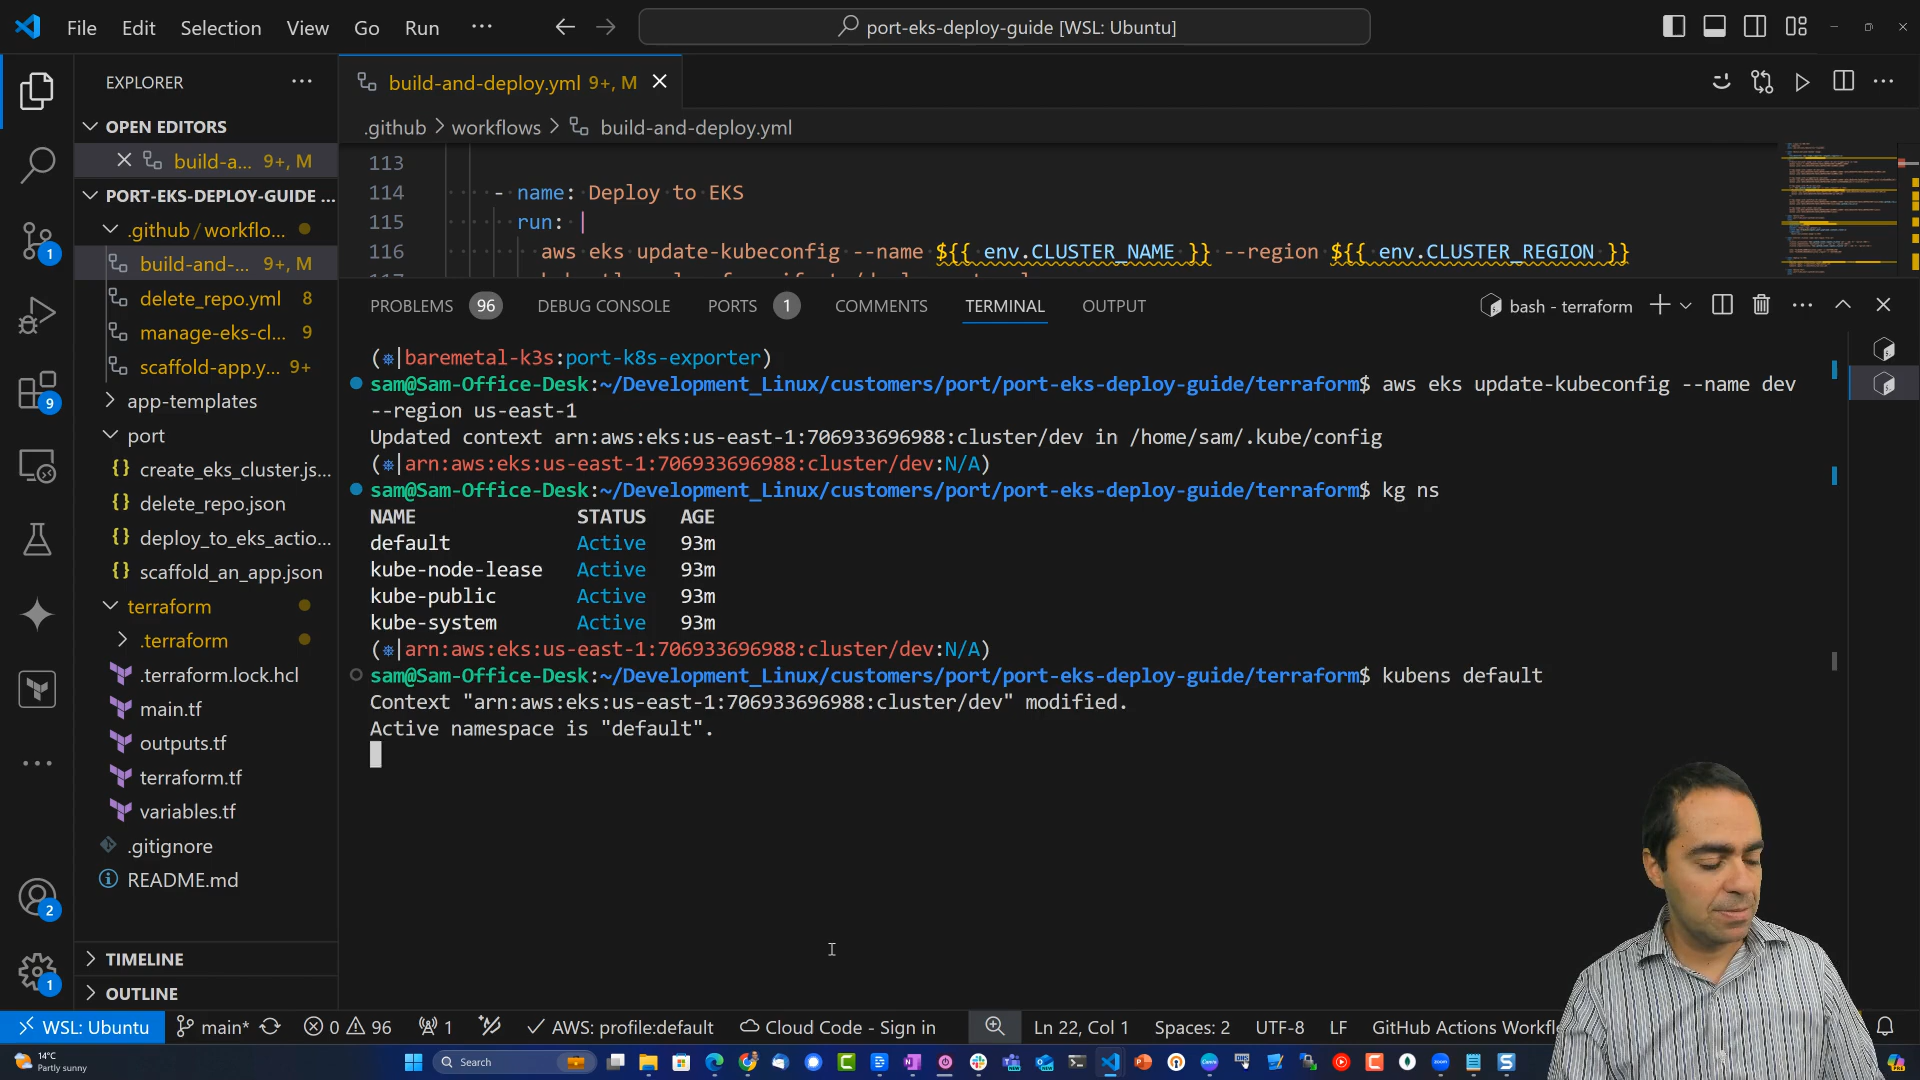 File Edit Selection View Go Run ···
port-eks-deploy-guide [WSL: Ubuntu]
EXPLORER
OPEN EDITORS
build-a... 9+, M
PORT-EKS-DEPLOY-GUIDE ...
.github/workflo...
build-and-... 9+, M
delete_repo.yml 8
manage-eks-cl... 9
scaffold-app.y... 9+
app-templates
port
{} create_eks_cluster.js...
{} delete_repo.json
{} deploy_to_eks_actio...
{} scaffold_an_app.json
terraform
.terraform
.terraform.lock.hcl
main.tf
outputs.tf
terraform.tf
variables.tf
.gitignore
README.md
TIMELINE
OUTLINE
1
9
2
1
build-and-deploy.yml 9+, M
.github > workflows > build-and-deploy.yml
113
114 - name: Deploy to EKS
115 run: |
116 aws eks update-kubeconfig --name ${{ env.CLUSTER_NAME }} --region ${{ env.CLUSTER_REGION }}
PROBLEMS 96 DEBUG CONSOLE PORTS 1 COMMENTS TERMINAL OUTPUT
bash - terraform
(⎈|baremetal-k3s:port-k8s-exporter)
sam@Sam-Office-Desk:~/Development_Linux/customers/port/port-eks-deploy-guide/terraform$ aws eks update-kubeconfig --name dev
--region us-east-1
Updated context arn:aws:eks:us-east-1:706933696988:cluster/dev in /home/sam/.kube/config
(⎈|arn:aws:eks:us-east-1:706933696988:cluster/dev:N/A)
sam@Sam-Office-Desk:~/Development_Linux/customers/port/port-eks-deploy-guide/terraform$ kg ns
NAME STATUS AGE
default Active 93m
kube-node-lease Active 93m
kube-public Active 93m
kube-system Active 93m
(⎈|arn:aws:eks:us-east-1:706933696988:cluster/dev:N/A)
sam@Sam-Office-Desk:~/Development_Linux/customers/port/port-eks-deploy-guide/terraform$ kubens default
Context "arn:aws:eks:us-east-1:706933696988:cluster/dev" modified.
Active namespace is "default".
WSL: Ubuntu main* 0 96 1 AWS: profile:default Cloud Code - Sign in Ln 22, Col 1 Spaces: 2 UTF-8 LF GitHub Actions Workfl
14°C
Partly sunny
Search